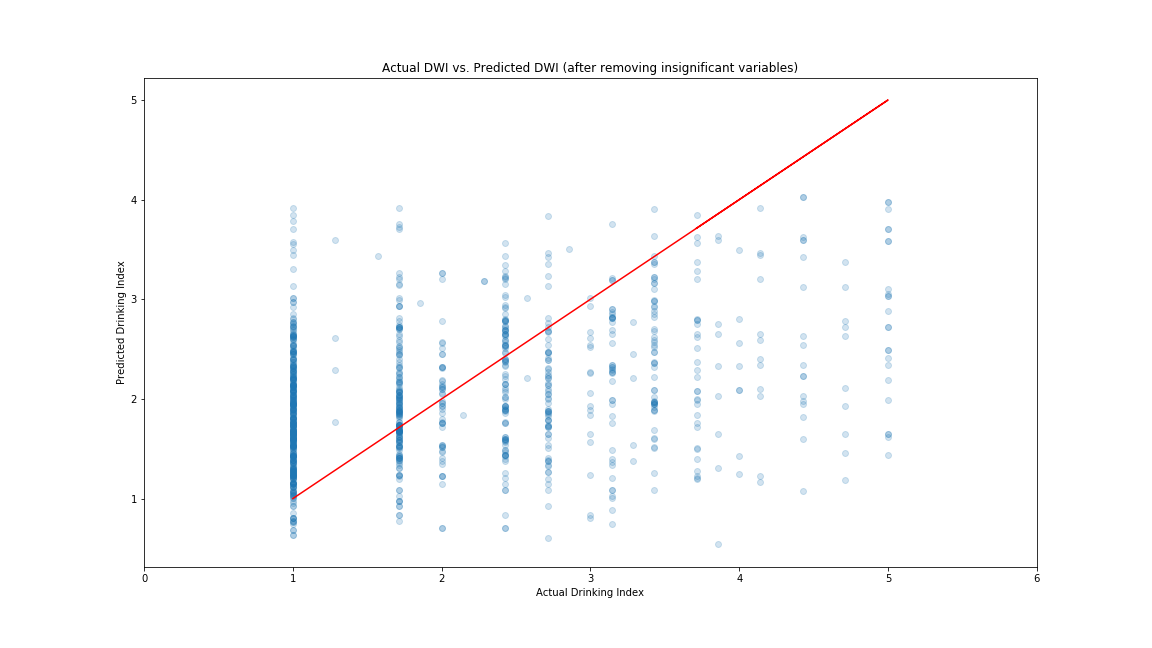 Actual DWI vs. Predicted DWI (after removing insignificant variables)
5
4
3
2
1
Predicted Drinking Index
0 1 2 3 4 5 6
Actual Drinking Index